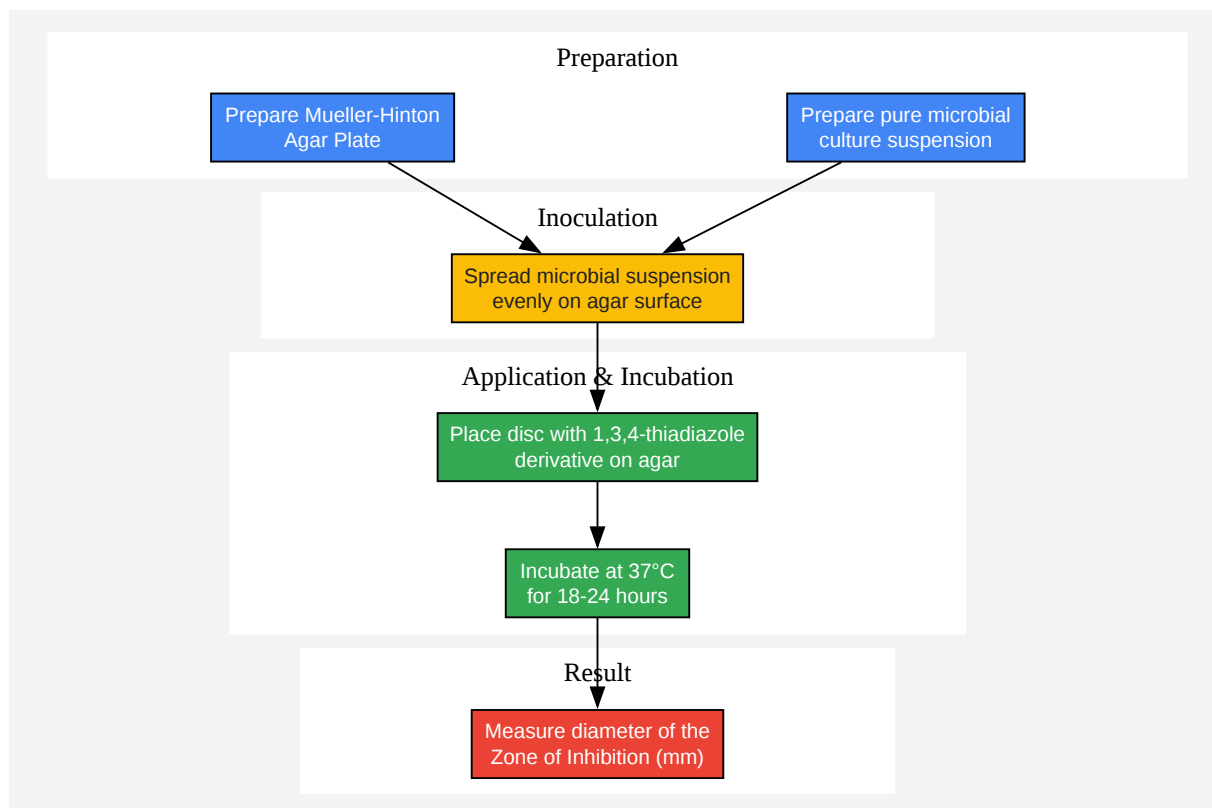 Preparation
Prepare Mueller-Hinton
Agar Plate
Prepare pure microbial
culture suspension
Inoculation
Spread microbial suspension
evenly on agar surface
Application & Incubation
Place disc with 1,3,4-thiadiazole
derivative on agar
Incubate at 37°C
for 18-24 hours
Result
Measure diameter of the
Zone of Inhibition (mm)